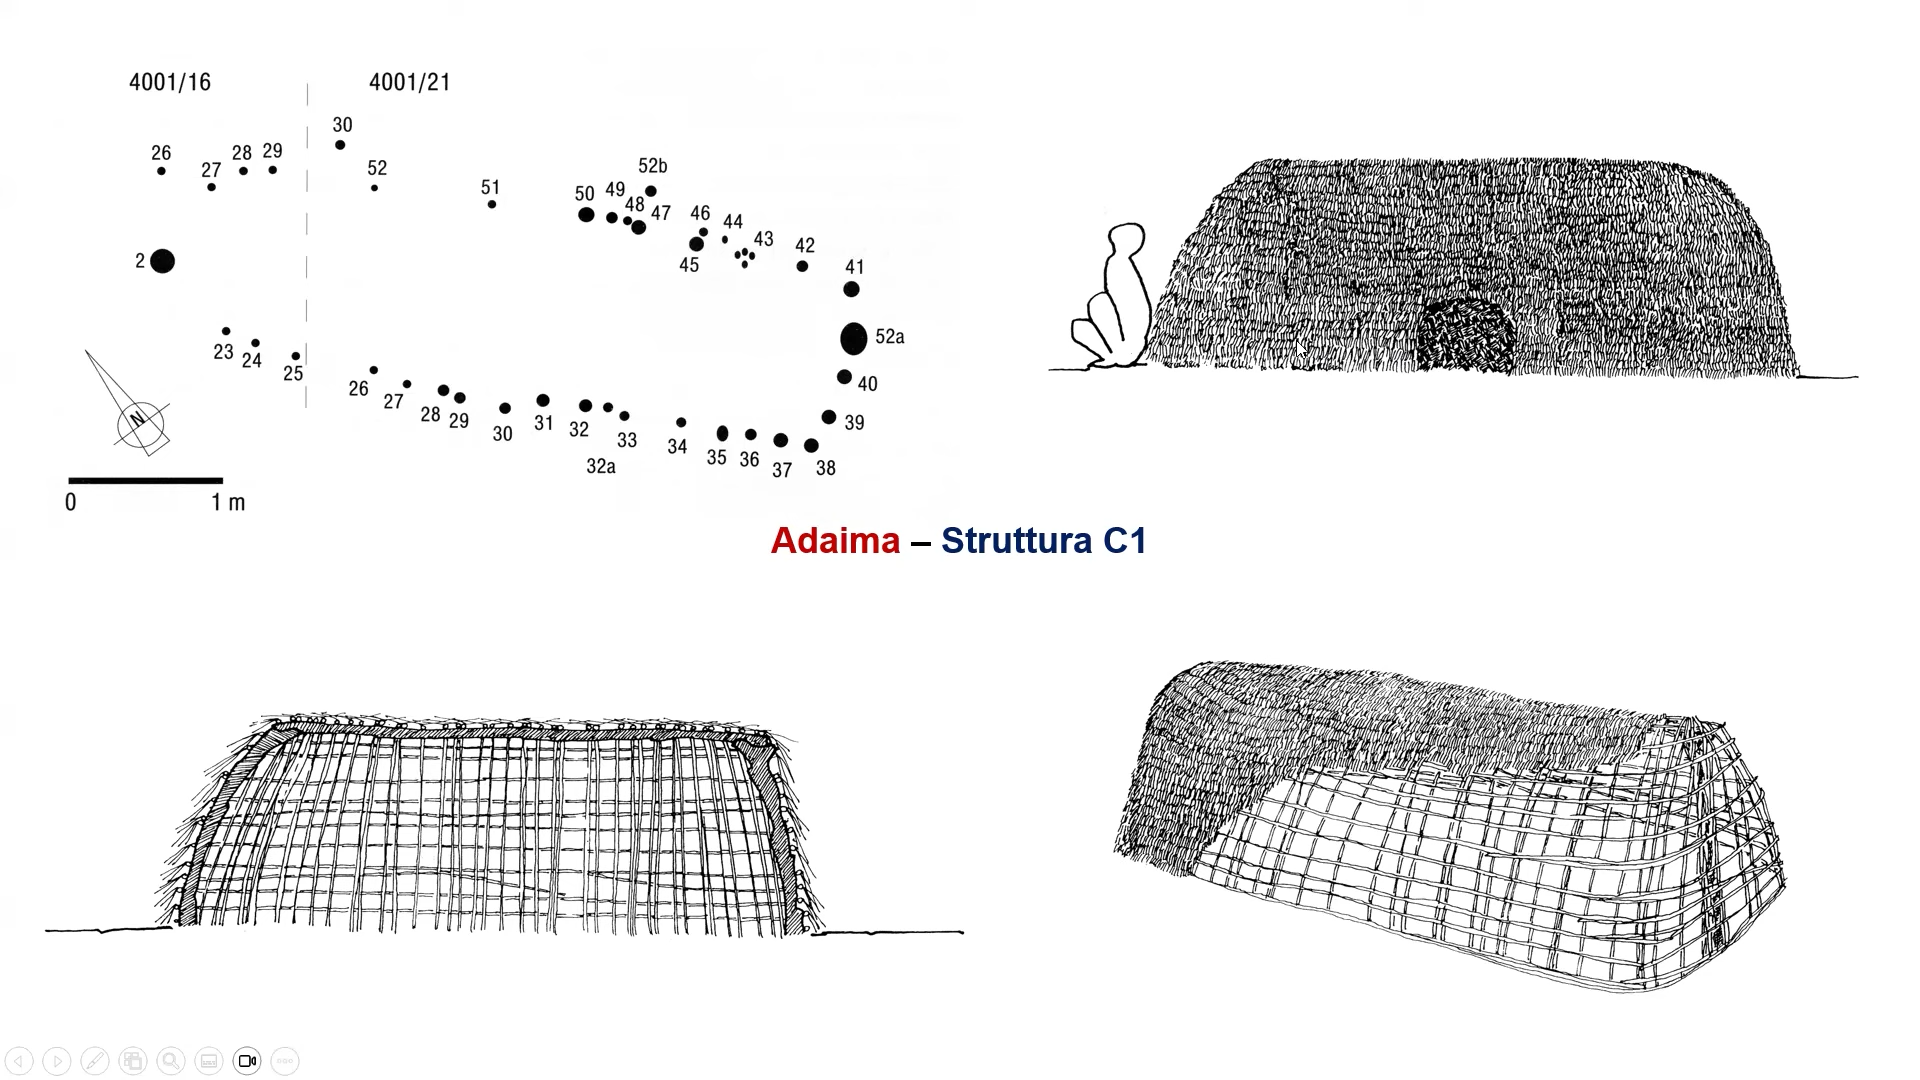 4001/16 4001/21
30
26 27 28 29
52
52b
51 50 49 48 47 46 44 43 42
45
2
41
52a
23 24 25
26 27 28 29 30 31 32 33 34 35 36 37 38 39 40
32a
N
0 1 m
Adaima – Struttura C1